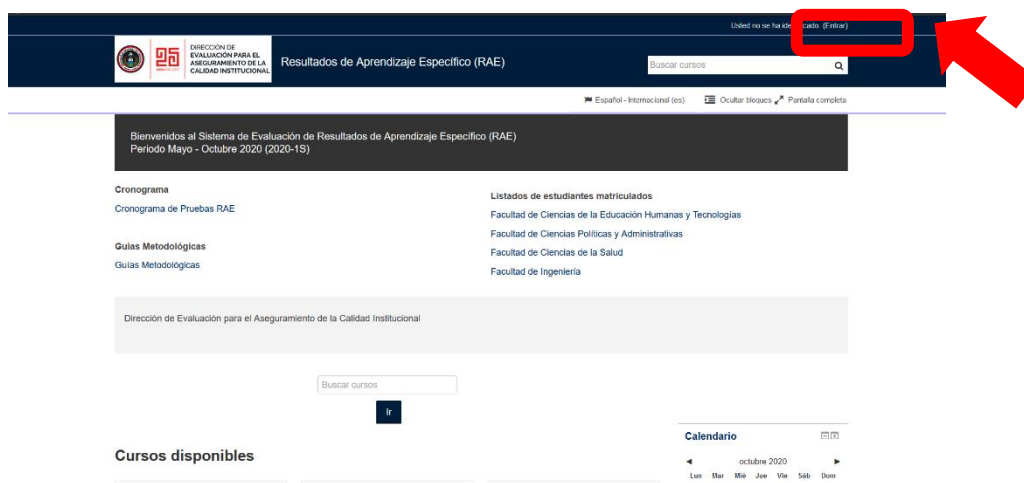 Usted no se ha identificado. (Entrar)
25
DIRECCIÓN DE
EVALUACIÓN PARA EL
ASEGURAMIENTO DE LA
CALIDAD INSTITUCIONAL
Resultados de Aprendizaje Específico (RAE)
Buscar cursos
Español - Internacional (es)
Ocultar bloques
Pantalla completa
Bienvenidos al Sistema de Evaluación de Resultados de Aprendizaje Específico (RAE)
Periodo Mayo - Octubre 2020 (2020-1S)
Cronograma
Cronograma de Pruebas RAE
Guías Metodológicas
Guías Metodológicas
Listados de estudiantes matriculados
Facultad de Ciencias de la Educación Humanas y Tecnologías
Facultad de Ciencias Políticas y Administrativas
Facultad de Ciencias de la Salud
Facultad de Ingeniería
Dirección de Evaluación para el Aseguramiento de la Calidad Institucional
Buscar cursos
Ir
Cursos disponibles
Calendario
octubre 2020
Lun Mar Mié Jue Vie Sáb Dom